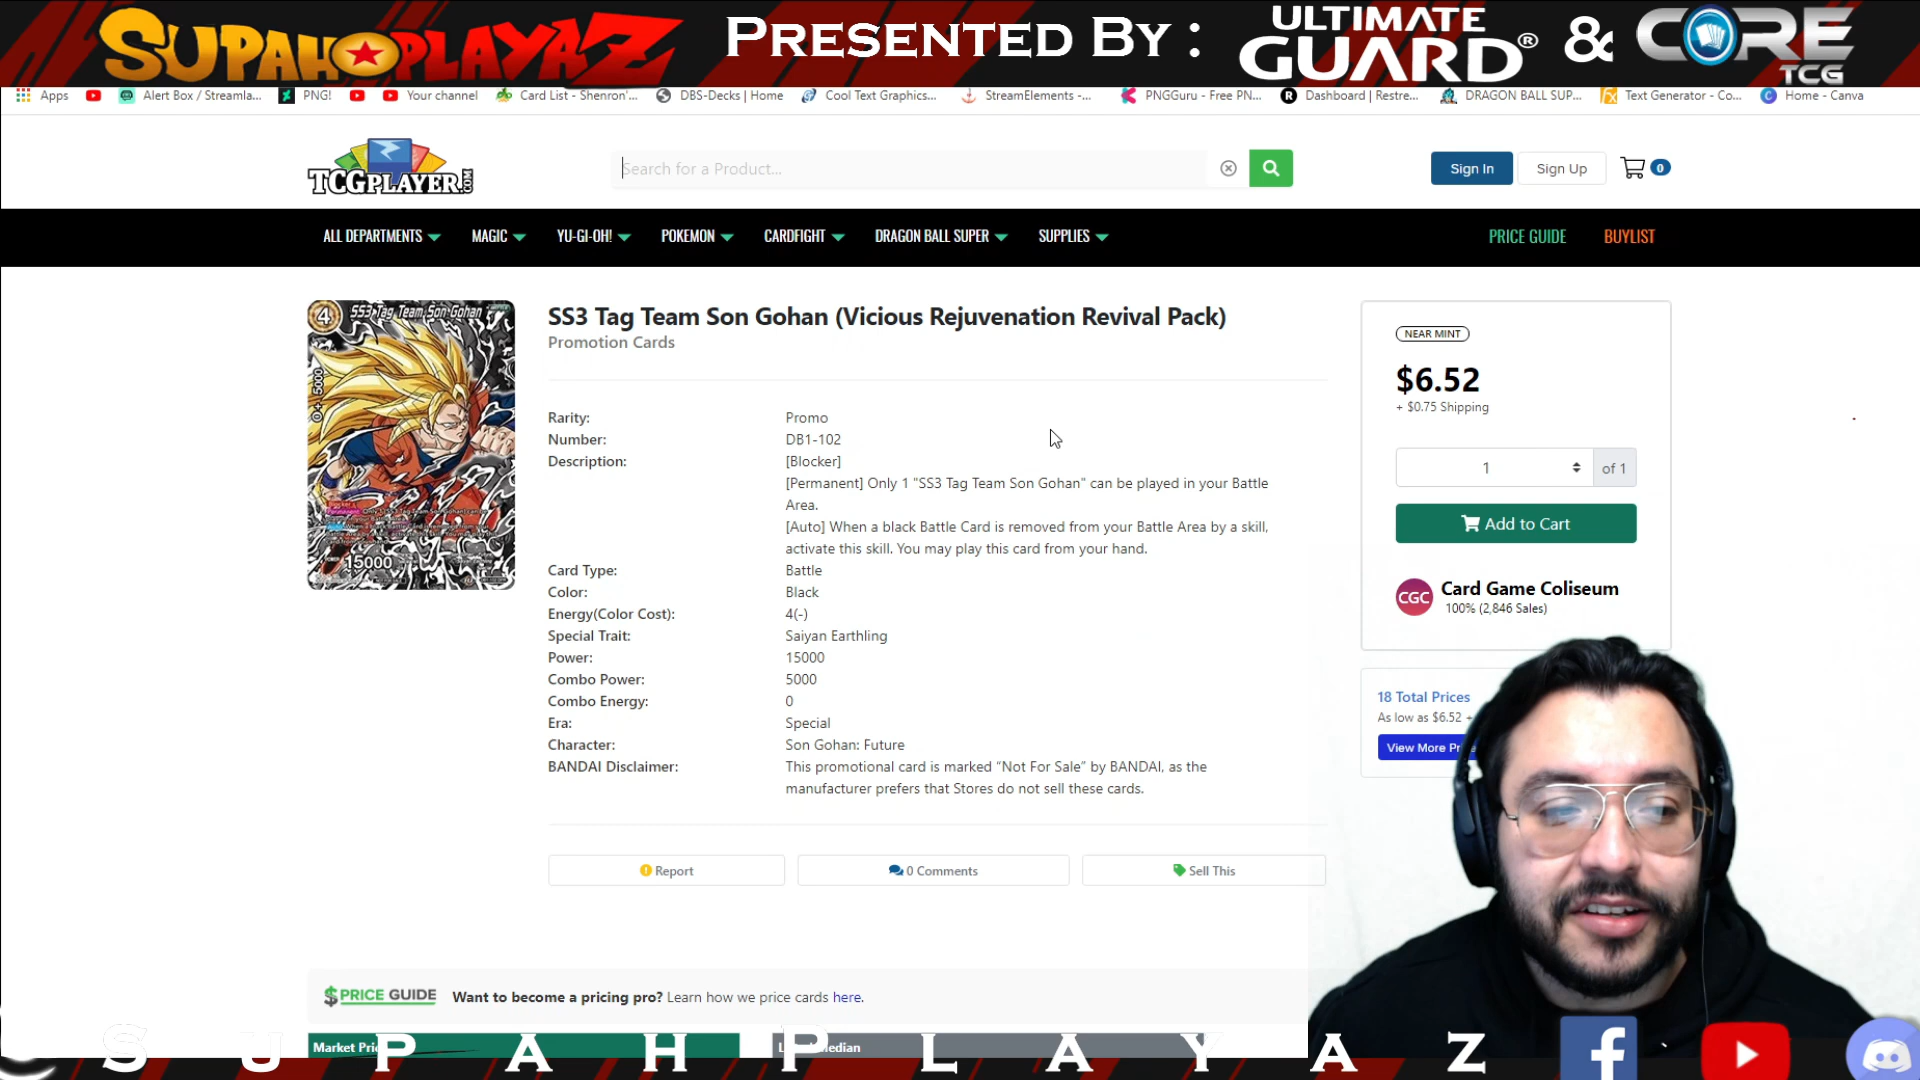 SUPAHPLAYAZ PRESENTED BY : ULTIMATE GUARD® & CORE TCG
Apps Alert Box / Streamla... PNG! Your channel Card List - Shenron'... DBS-Decks | Home Cool Text Graphics... StreamElements -... PNGGuru - Free PN... Dashboard | Restre... DRAGON BALL SUP... Text Generator - Co... Home - Canva
TCGPLAYER.COM
Search for a Product...
Sign In Sign Up 0
ALL DEPARTMENTS MAGIC YU-GI-OH! POKEMON CARDFIGHT DRAGON BALL SUPER SUPPLIES PRICE GUIDE BUYLIST
4 SS3 Tag Team Son Gohan
0+ 5000
15000
SS3 Tag Team Son Gohan (Vicious Rejuvenation Revival Pack)
Promotion Cards
Rarity: Promo
Number: DB1-102
Description: [Blocker]
[Permanent] Only 1 "SS3 Tag Team Son Gohan" can be played in your Battle
Area.
[Auto] When a black Battle Card is removed from your Battle Area by a skill,
activate this skill. You may play this card from your hand.
Card Type: Battle
Color: Black
Energy(Color Cost): 4(-)
Special Trait: Saiyan Earthling
Power: 15000
Combo Power: 5000
Combo Energy: 0
Era: Special
Character: Son Gohan: Future
BANDAI Disclaimer: This promotional card is marked “Not For Sale” by BANDAI, as the
manufacturer prefers that Stores do not sell these cards.
Report 0 Comments Sell This
NEAR MINT
$6.52
+ $0.75 Shipping
1 of 1
Add to Cart
CGC Card Game Coliseum
100% (2,846 Sales)
18 Total Prices
As low as $6.52 +
View More Pr
$PRICE GUIDE Want to become a pricing pro? Learn how we price cards here.
Market Pri
edian
S U P A H P L A Y A Z